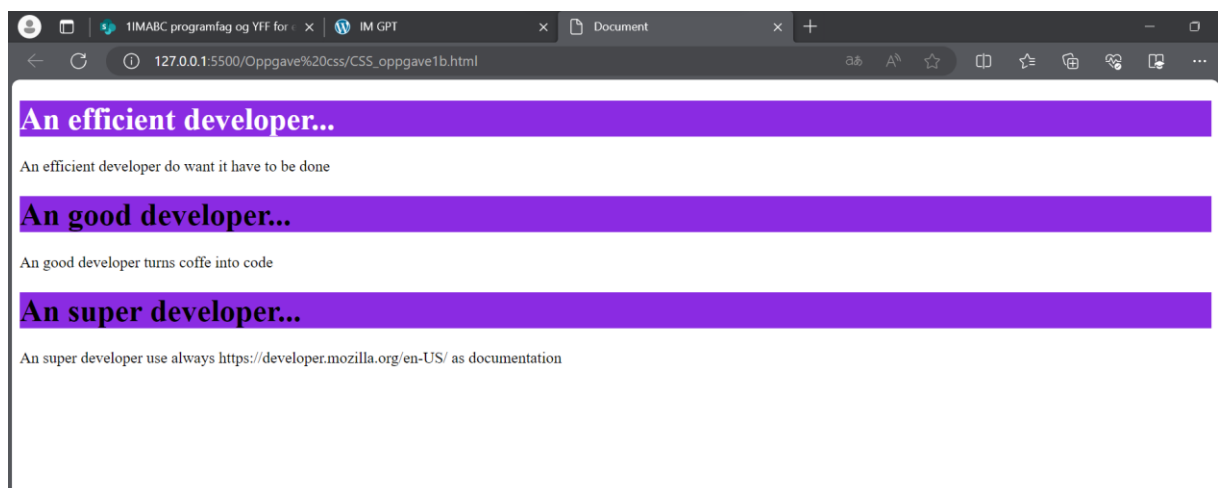 1IMABC programfag og YFF for e
IM GPT
Document
127.0.0.1:5500/Oppgave%20css/CSS_oppgave1b.html
aあ
A
An efficient developer...
An efficient developer do want it have to be done
An good developer...
An good developer turns coffe into code
An super developer...
An super developer use always https://developer.mozilla.org/en-US/ as documentation